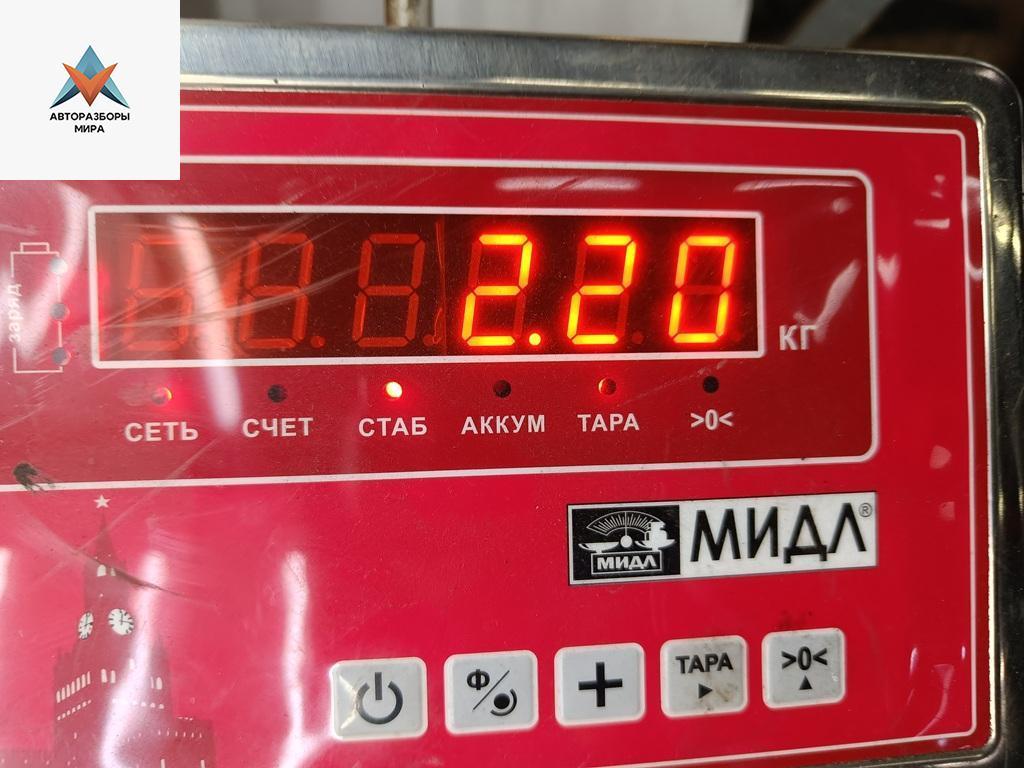 АВТОРАЗБОРЫ
МИРА
заряд
2.20
КГ
СЕТЬ СЧЕТ СТАБ АККУМ ТАРА >0<
МИДЛ МИДЛ®
Ф ТАРА >0<